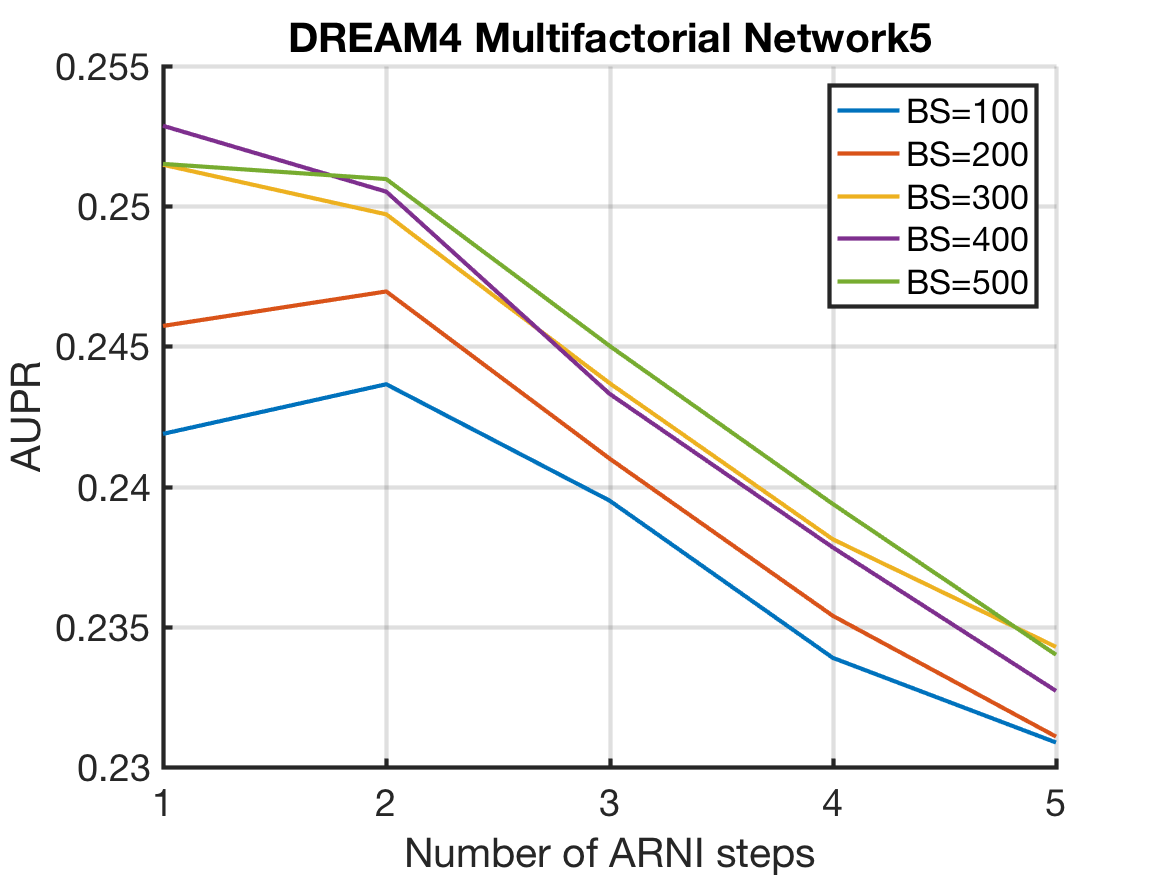 DREAM4 Multifactorial Network5
0.255
0.25
0.245
0.24
0.235
0.23
AUPR
BS=100
BS=200
BS=300
BS=400
BS=500
1 2 3 4 5
Number of ARNI steps